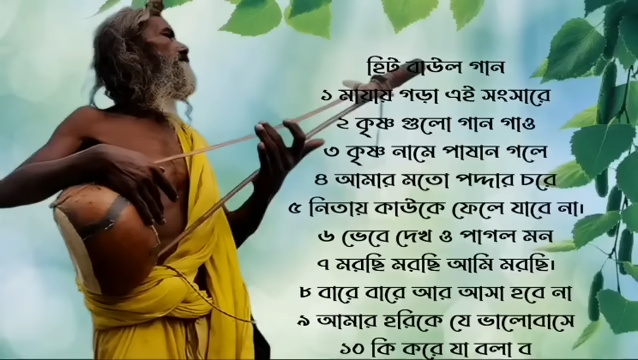 হিট বাউল গান
১ মায়ায় গড়া এই সংসারে
২ কৃষ্ণ গুলো গান গাও
৩ কৃষ্ণ নামে পাষান গলে
৪ আমার মতো পদ্দার চরে
৫ নিতায় কাউকে ফেলে যাবে না।
৬ ভেবে দেখ ও পাগল মন
৭ মরছি মরছি আমি মরছি।
৮ বারে বারে আর আসা হবে না
৯ আমার হরিকে যে ভালোবাসে
১০ কি করে যা বলা ব